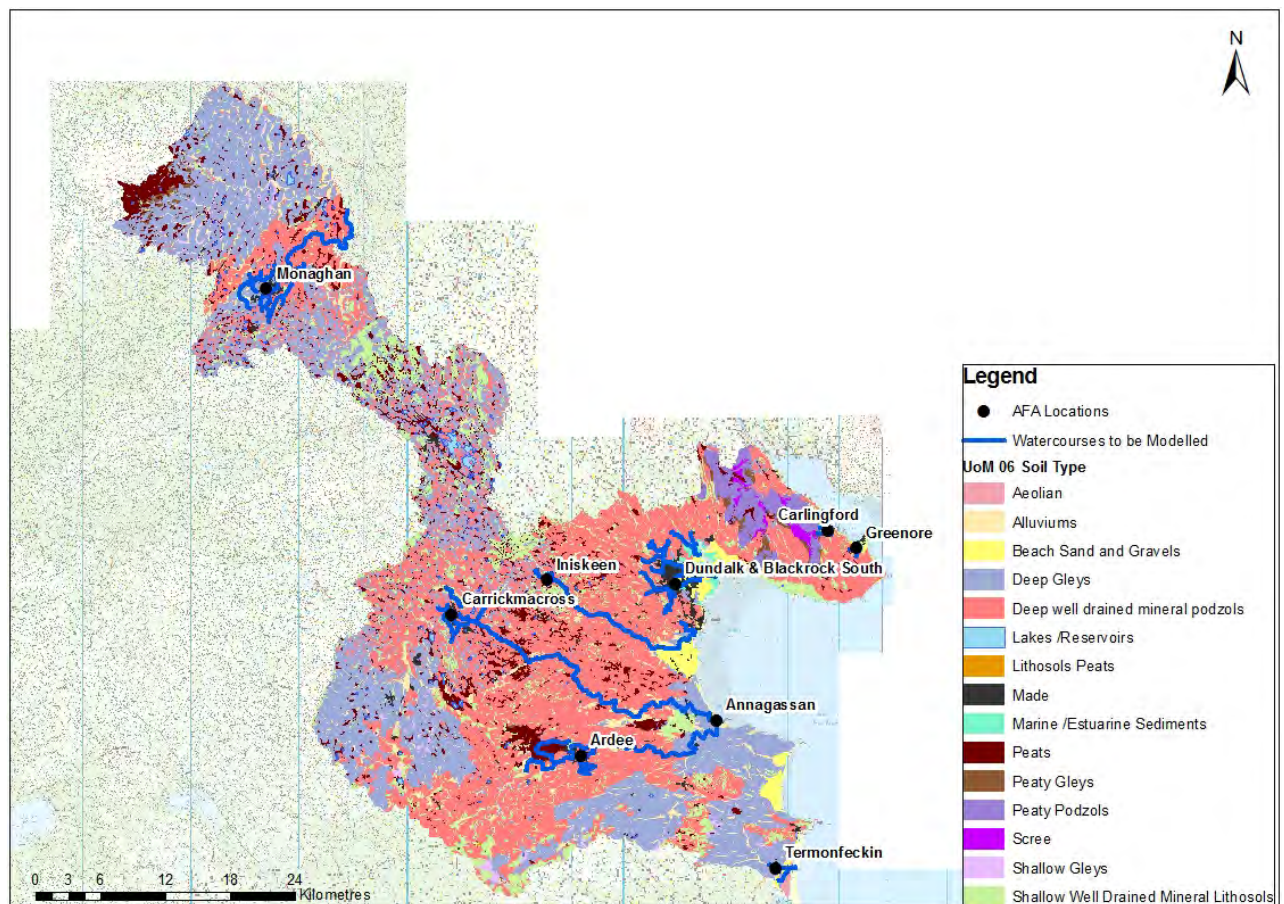 N
Monaghan
Carlingford
Greenore
Iniskeen
Dundalk & Blackrock South
Carrickmacross
Annagassan
Ardee
Termonfeckin
0 3 6 12 18 24
Kilometres
Legend
AFA Locations
Watercourses to be Modelled
UoM 06 Soil Type
Aeolian
Alluviums
Beach Sand and Gravels
Deep Gleys
Deep well drained mineral podzols
Lakes /Reservoirs
Lithosols Peats
Made
Marine /Estuarine Sediments
Peats
Peaty Gleys
Peaty Podzols
Scree
Shallow Gleys
Shallow Well Drained Mineral Lithosols